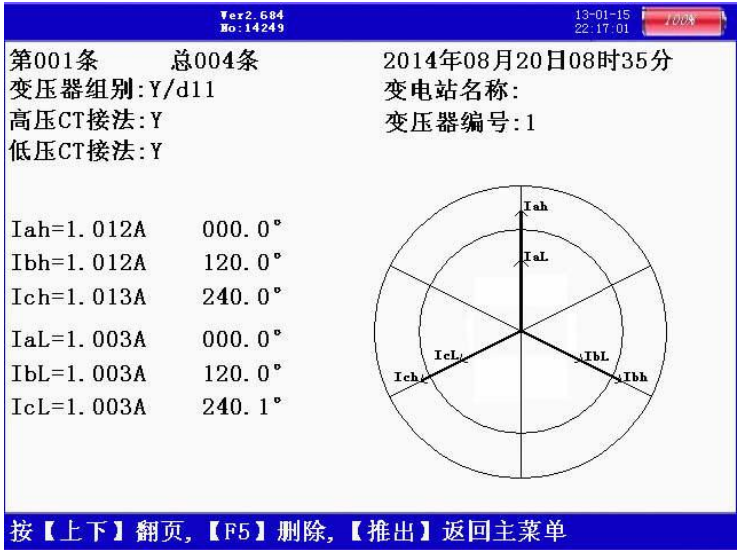 Ver2.684
No:14249
13-01-15
22:17:01
100%
第001条 总004条
2014年08月20日08时35分
变压器组别:Y/d11
变电站名称:
高压CT接法:Y
变压器编号:1
低压CT接法:Y
Iah=1.012A 000.0°
Ibh=1.012A 120.0°
Ich=1.013A 240.0°
IaL=1.003A 000.0°
IbL=1.003A 120.0°
IcL=1.003A 240.1°
Iah
IaL
IcL
IbL
Ich
Ibh
按【上下】翻页,【F5】删除,【推出】返回主菜单